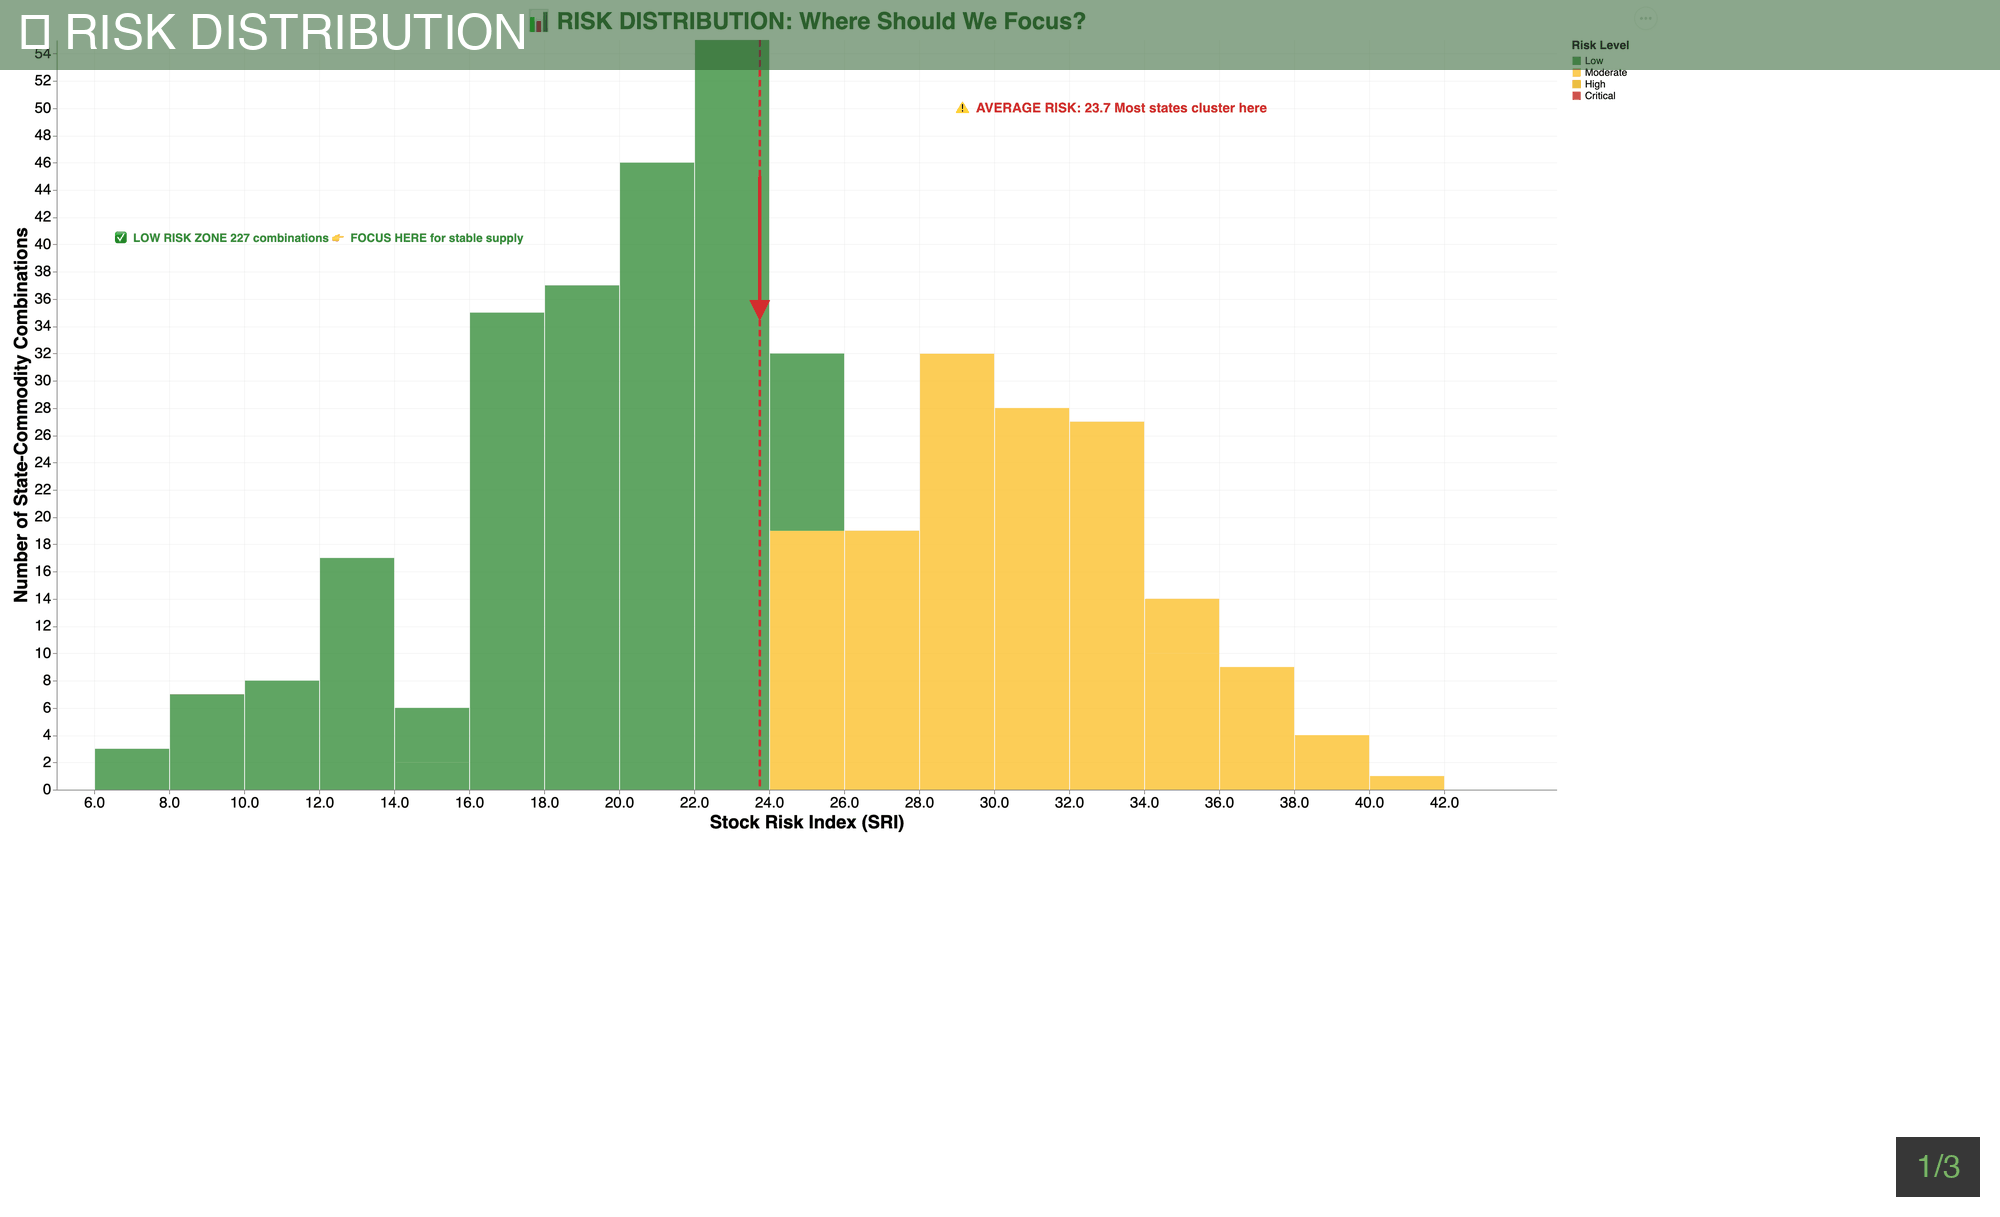 RISK DISTRIBUTION
📊 RISK DISTRIBUTION: Where Should We Focus?
Risk Level
Low
Moderate
High
Critical
⚠️ AVERAGE RISK: 23.7 Most states cluster here
✅ LOW RISK ZONE 227 combinations 👉 FOCUS HERE for stable supply
Number of State-Commodity Combinations
54
52
50
48
46
44
42
40
38
36
34
32
30
28
26
24
22
20
18
16
14
12
10
8
6
4
2
0
6.0 8.0 10.0 12.0 14.0 16.0 18.0 20.0 22.0 24.0 26.0 28.0 30.0 32.0 34.0 36.0 38.0 40.0 42.0
Stock Risk Index (SRI)
1/3